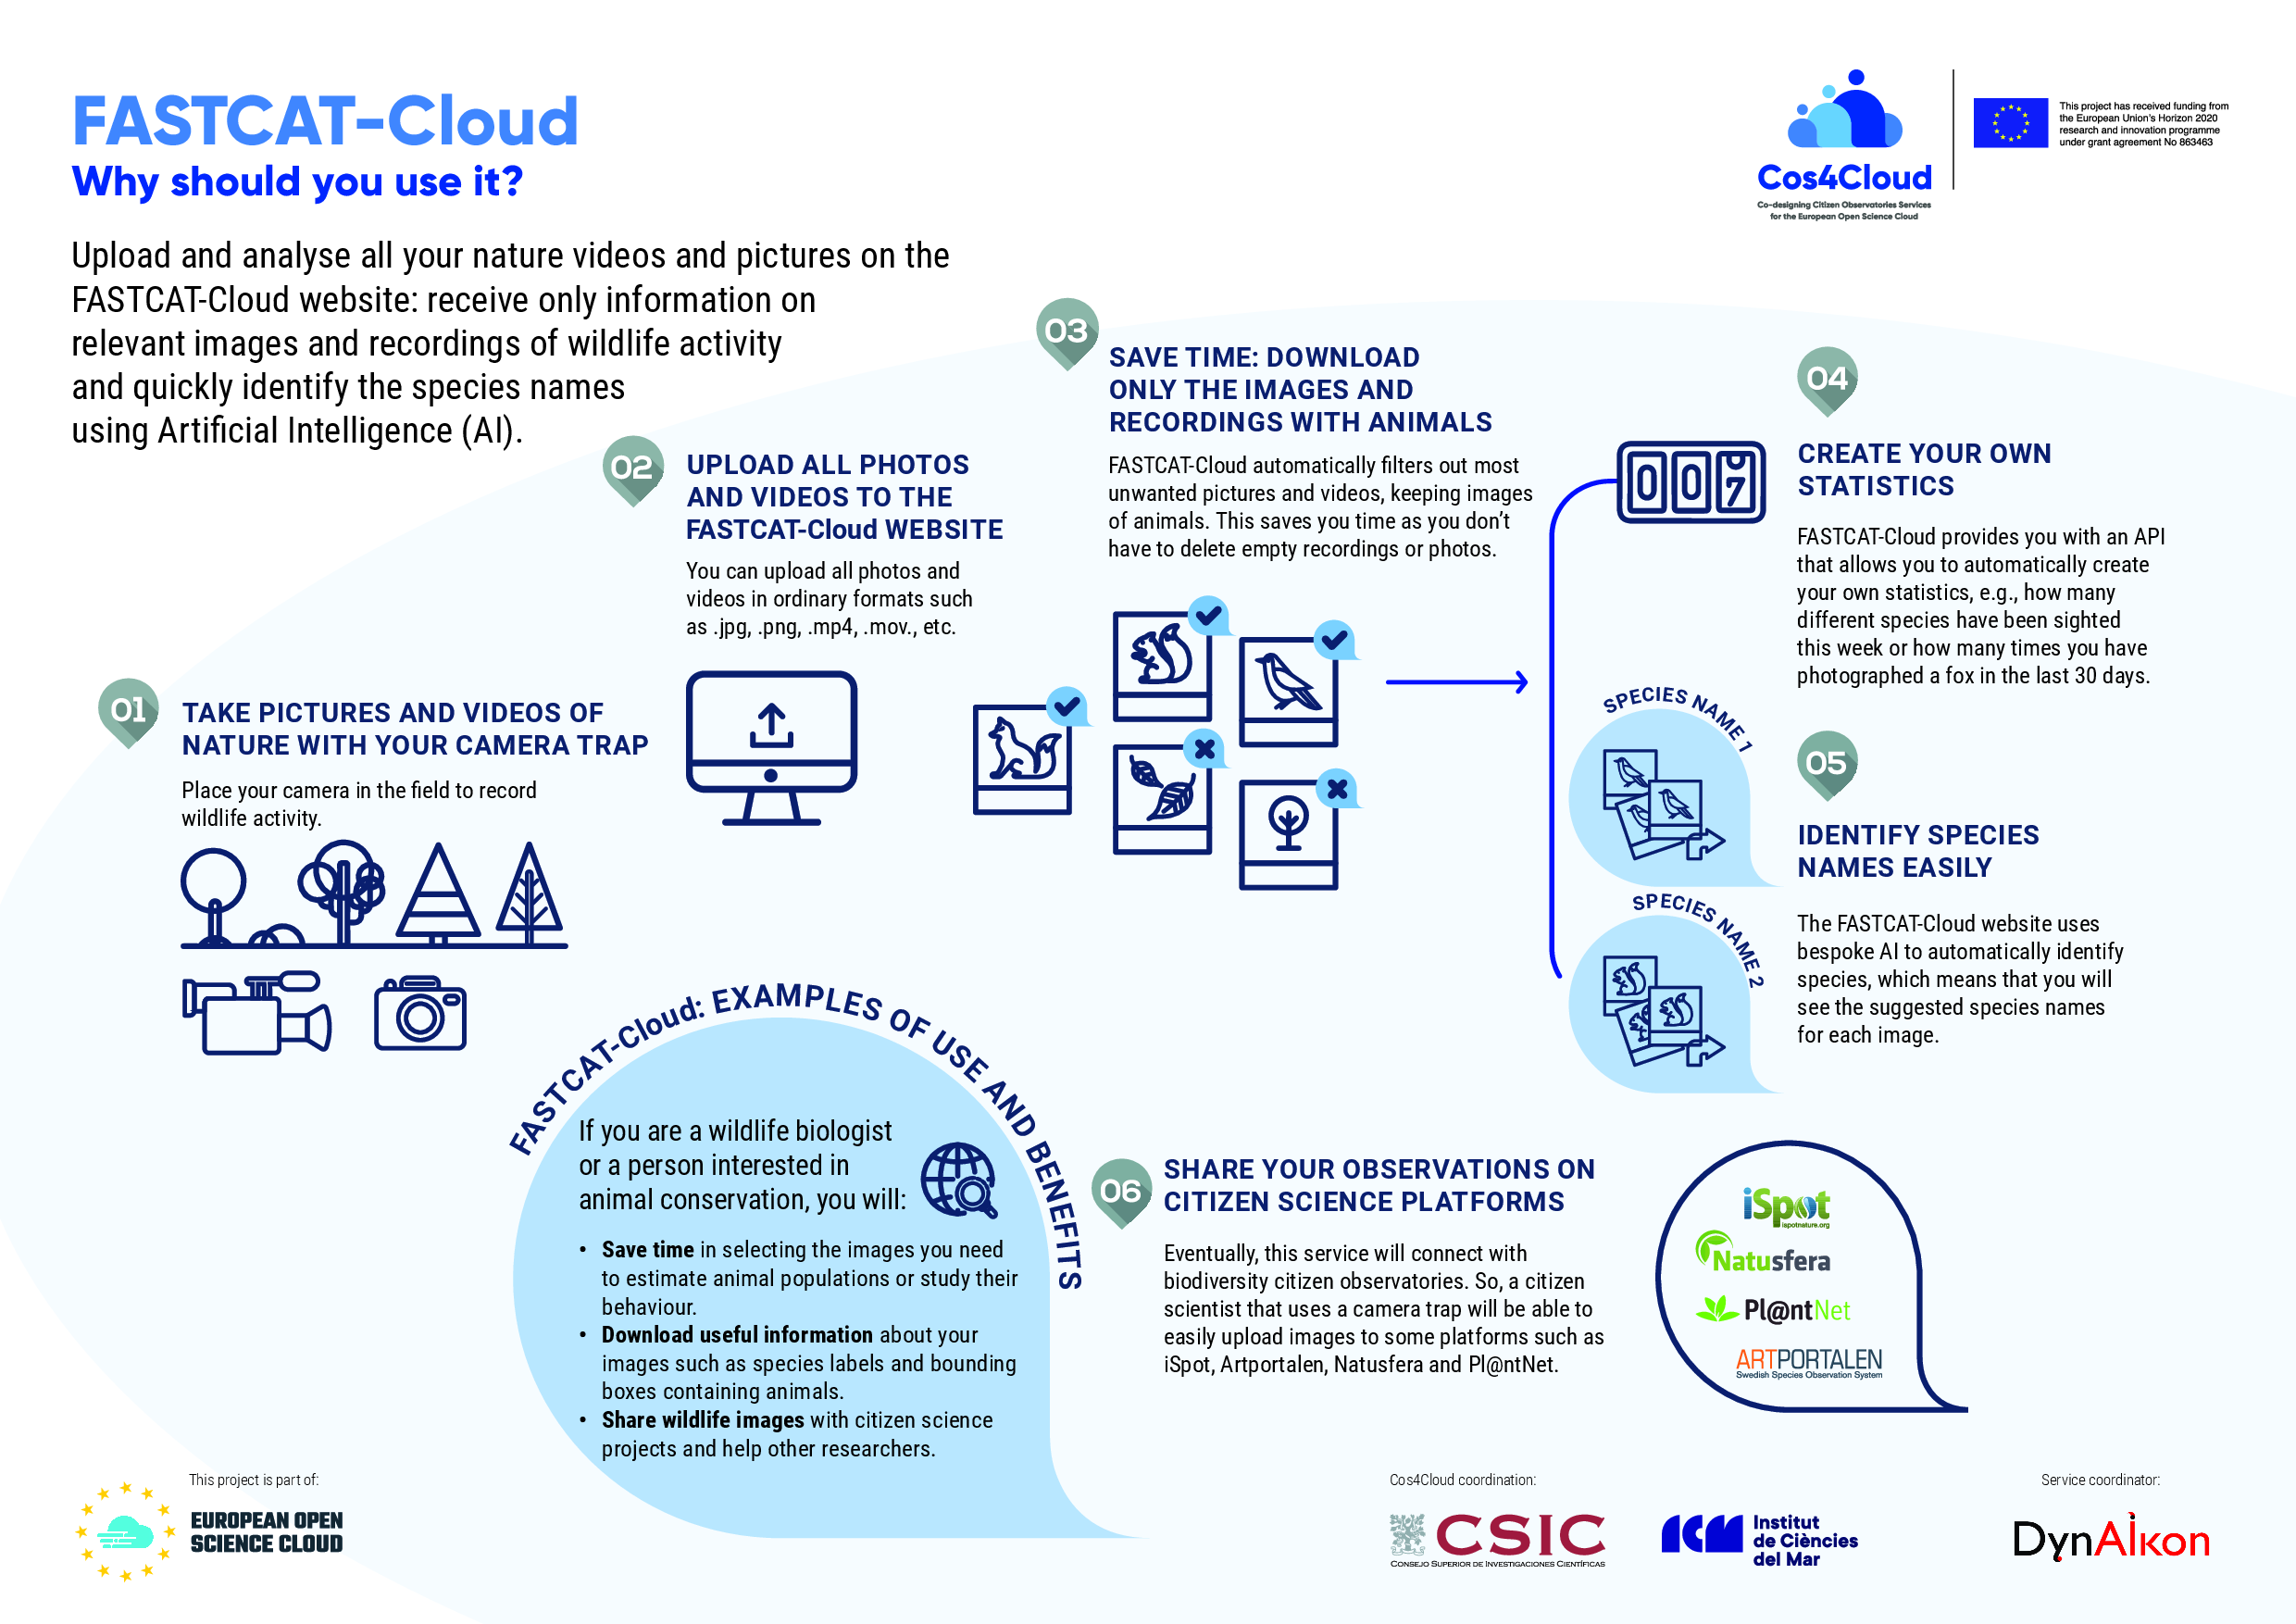 FASTCAT-Cloud
Why should you use it?
Upload and analyse all your nature videos and pictures on the
FASTCAT-Cloud website: receive only information on
relevant images and recordings of wildlife activity
and quickly identify the species names
using Artificial Intelligence (AI).
Cos4Cloud
Co-designing Citizen Observatories Services
for the European Open Science Cloud
This project has received funding from
the European Union's Horizon 2020
research and innovation programme
under grant agreement No 863463
01
TAKE PICTURES AND VIDEOS OF
NATURE WITH YOUR CAMERA TRAP
Place your camera in the field to record
wildlife activity.
02
UPLOAD ALL PHOTOS
AND VIDEOS TO THE
FASTCAT-Cloud WEBSITE
You can upload all photos and
videos in ordinary formats such
as .jpg, .png, .mp4, .mov., etc.
03
SAVE TIME: DOWNLOAD
ONLY THE IMAGES AND
RECORDINGS WITH ANIMALS
FASTCAT-Cloud automatically filters out most
unwanted pictures and videos, keeping images
of animals. This saves you time as you don't
have to delete empty recordings or photos.
007
04
CREATE YOUR OWN
STATISTICS
FASTCAT-Cloud provides you with an API
that allows you to automatically create
your own statistics, e.g., how many
different species have been sighted
this week or how many times you have
photographed a fox in the last 30 days.
SPECIES NAME 1
SPECIES NAME 2
05
IDENTIFY SPECIES
NAMES EASILY
The FASTCAT-Cloud website uses
bespoke AI to automatically identify
species, which means that you will
see the suggested species names
for each image.
FASTCAT-Cloud: EXAMPLES OF USE AND BENEFITS
If you are a wildlife biologist
or a person interested in
animal conservation, you will:
• Save time in selecting the images you need
to estimate animal populations or study their
behaviour.
• Download useful information about your
images such as species labels and bounding
boxes containing animals.
• Share wildlife images with citizen science
projects and help other researchers.
06
SHARE YOUR OBSERVATIONS ON
CITIZEN SCIENCE PLATFORMS
Eventually, this service will connect with
biodiversity citizen observatories. So, a citizen
scientist that uses a camera trap will be able to
easily upload images to some platforms such as
iSpot, Artportalen, Natusfera and Pl@ntNet.
iSpot
ispotnature.org
Natusfera
Pl@ntNet
ARTPORTALEN
Swedish Species Observation System
This project is part of:
EUROPEAN OPEN
SCIENCE CLOUD
Cos4Cloud coordination:
CSIC
CONSEJO SUPERIOR DE INVESTIGACIONES CIENTÍFICAS
ICM
Institut
de Ciències
del Mar
Service coordinator:
DynAikon